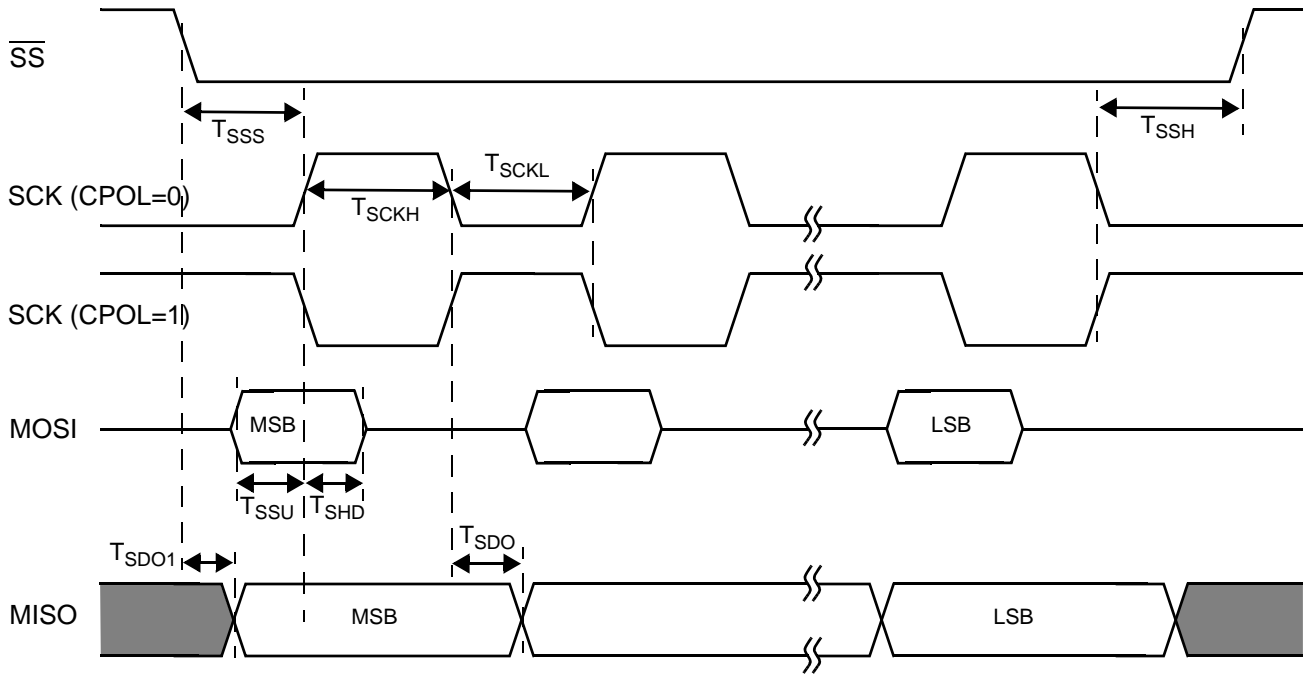 SS
TSSS
TSSH
SCK (CPOL=0)
TSCKH
TSCKL
SCK (CPOL=1)
MOSI
MSB
LSB
TSSU
TSHD
TSDO1
TSDO
MISO
MSB
LSB